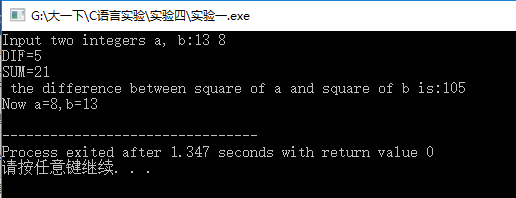 G:\大一下\C语言实验\实验四\实验一.exe
Input two integers a, b:13 8
DIF=5
SUM=21
 the difference between square of a and square of b is:105
Now a=8,b=13
--------------------------------
Process exited after 1.347 seconds with return value 0
请按任意键继续. . .